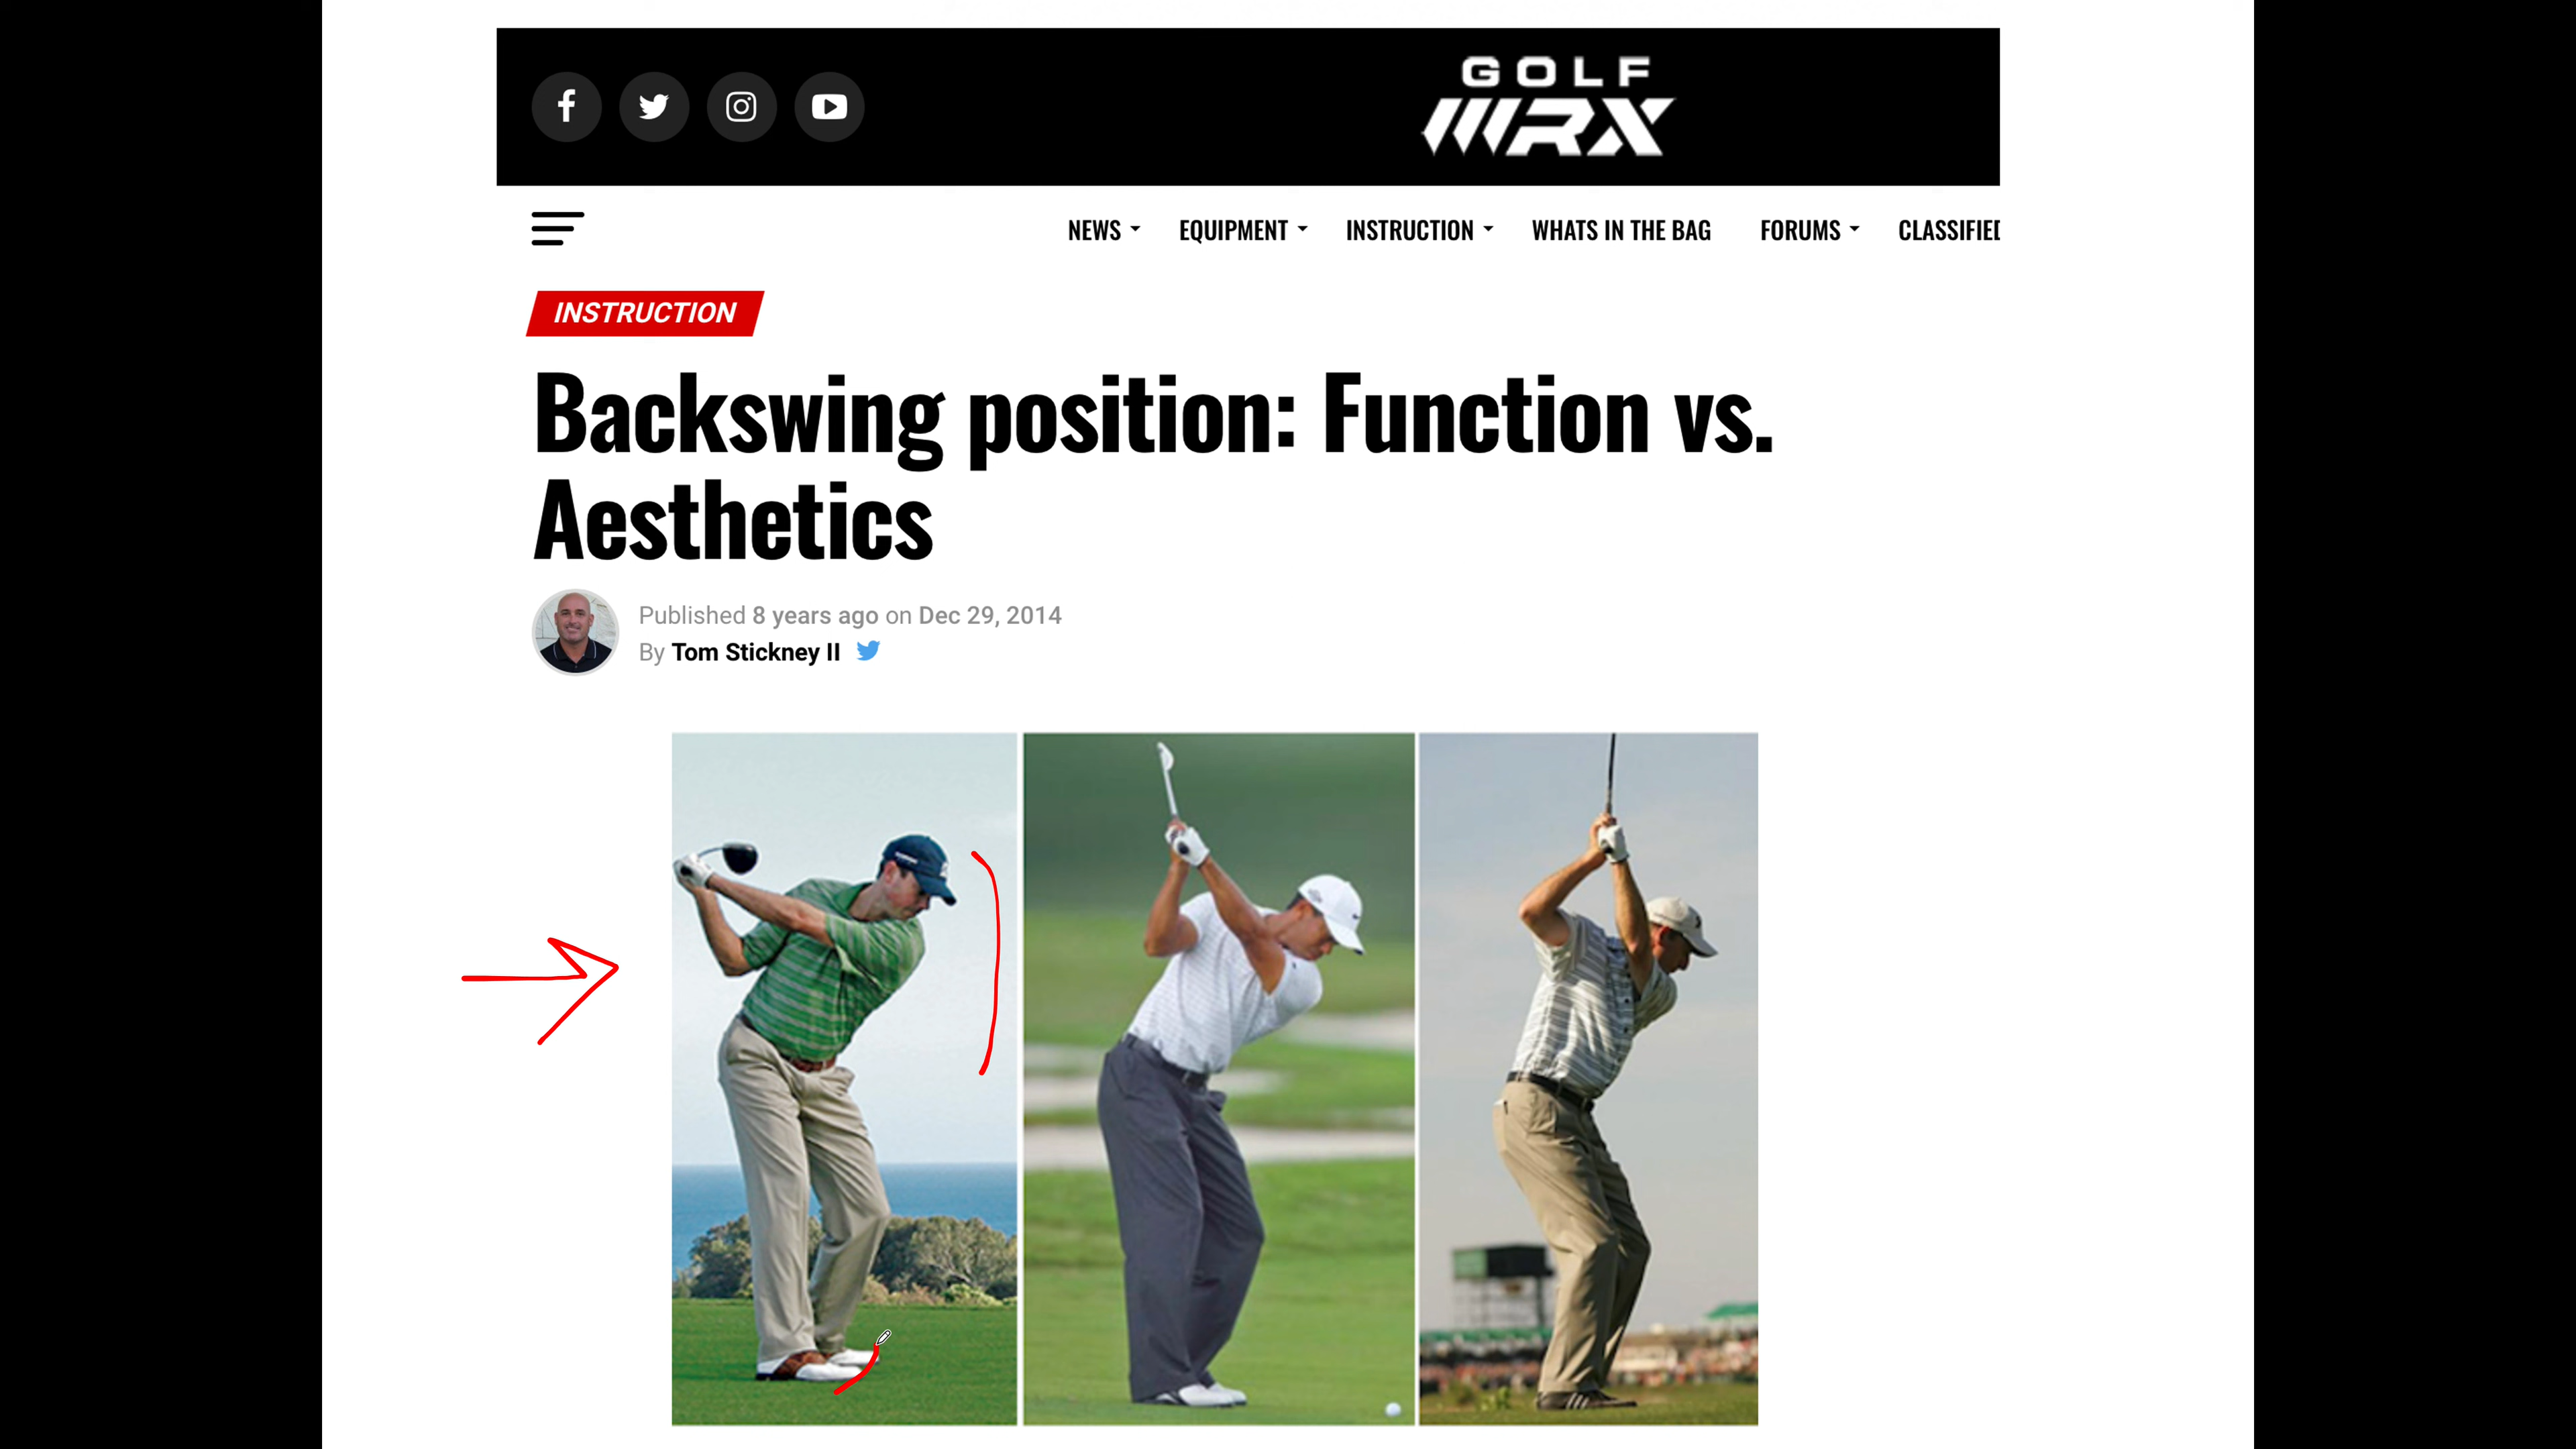 GOLF
WRX
NEWS EQUIPMENT INSTRUCTION WHATS IN THE BAG FORUMS CLASSIFIED
INSTRUCTION
Backswing position: Function vs.
Aesthetics
Published 8 years ago on Dec 29, 2014
By Tom Stickney II